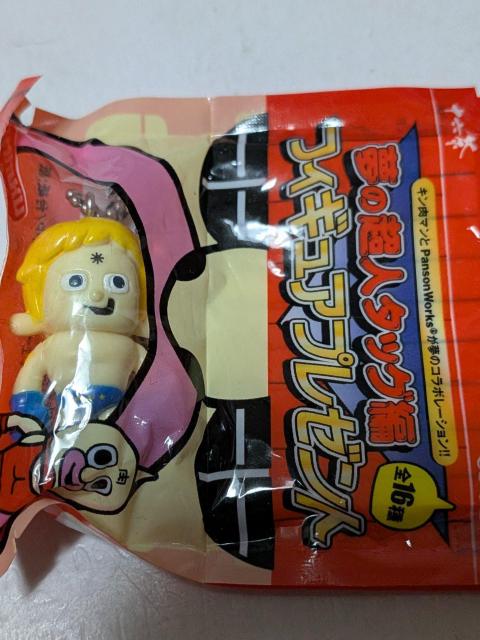 キン肉マンとPansonWorks®が夢のコラボレーション!!
夢の超人タッグ編
フィギュアプレゼント
全16種
肉